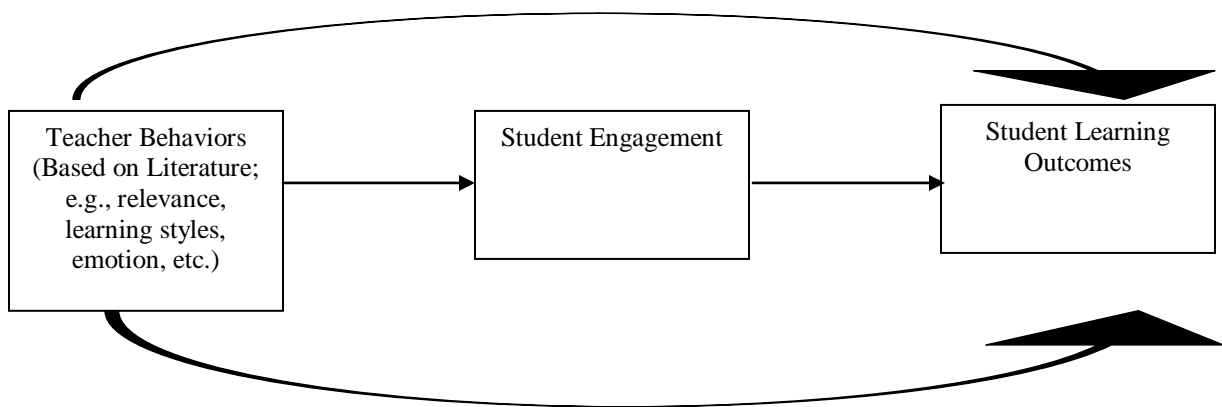 Teacher Behaviors
(Based on Literature;
e.g., relevance,
learning styles,
emotion, etc.)
Student Engagement
Student Learning
Outcomes